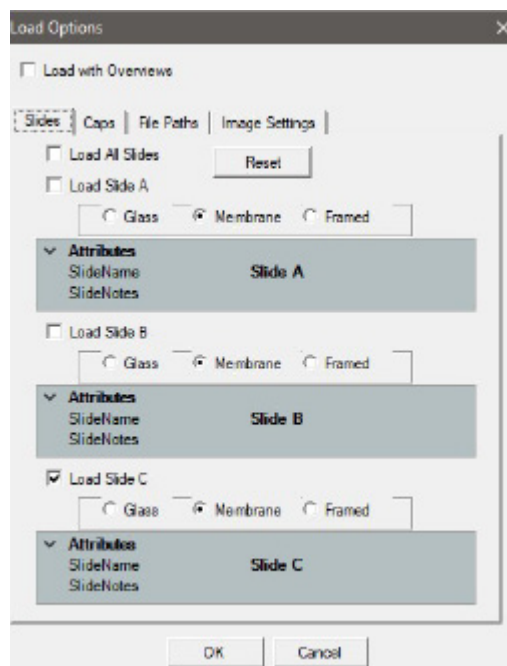 Load Options
Load with Overviews
Slides Caps File Paths Image Settings
Load All Slides Reset
Load Slide A
Glass Membrane Framed
Attributes
SlideName Slide A
SlideNotes
Load Slide B
Glass Membrane Framed
Attributes
SlideName Slide B
SlideNotes
Load Slide C
Glass Membrane Framed
Attributes
SlideName Slide C
SlideNotes
OK Cancel